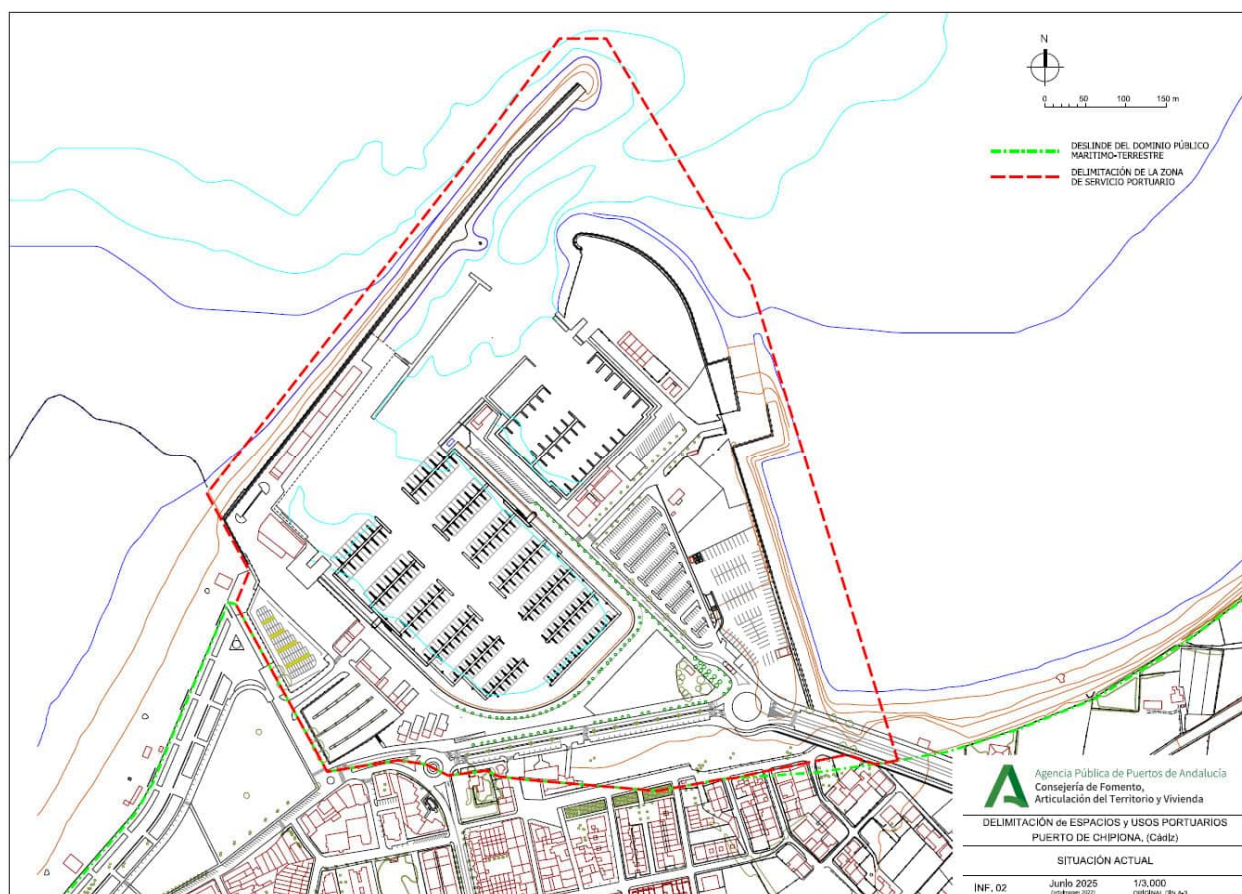 N
0 50 100 150 m
DESLINDE DEL DOMINIO PÚBLICO
MARITIMO-TERRESTRE
DELIMITACIÓN DE LA ZONA
DE SERVICIO PORTUARIO
Agencia Pública de Puertos de Andalucía
Consejería de Fomento,
Articulación del Territorio y Vivienda
DELIMITACIÓN de ESPACIOS y USOS PORTUARIOS
PUERTO DE CHIPIONA, (Cádiz)
SITUACIÓN ACTUAL
INF. 02 Junio 2025 1/3,000